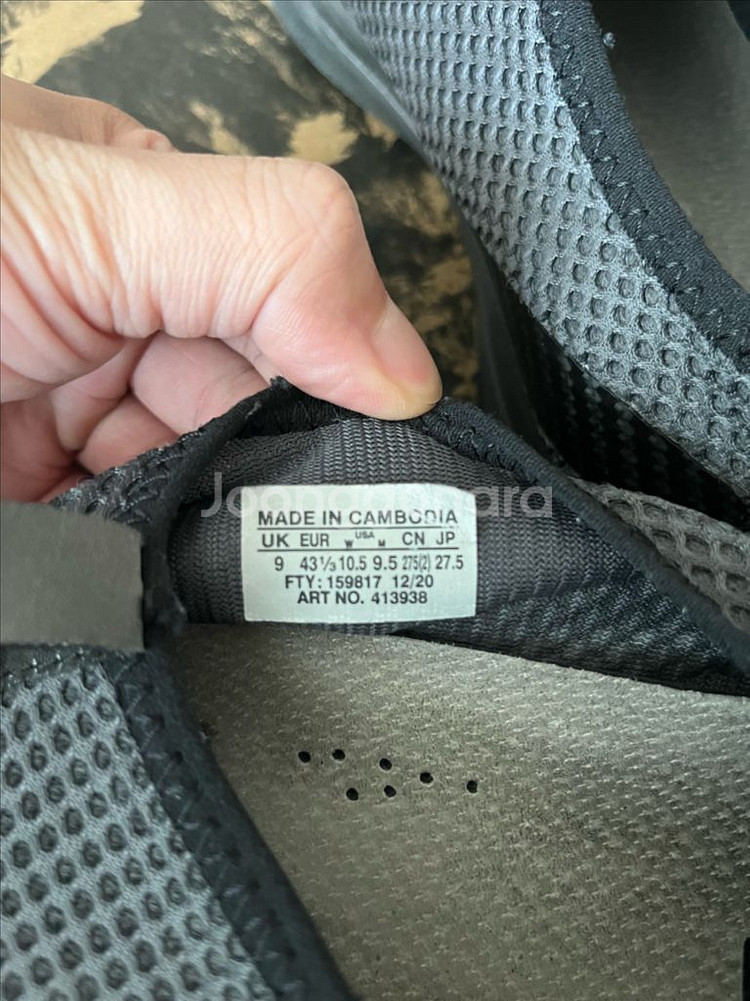 Joonggonara
MADE IN CAMBODIA
UK EUR W USA M CN JP
9 43⅓ 10.5 9.5 275(2) 27.5
FTY: 159817 12/20
ART NO. 413938